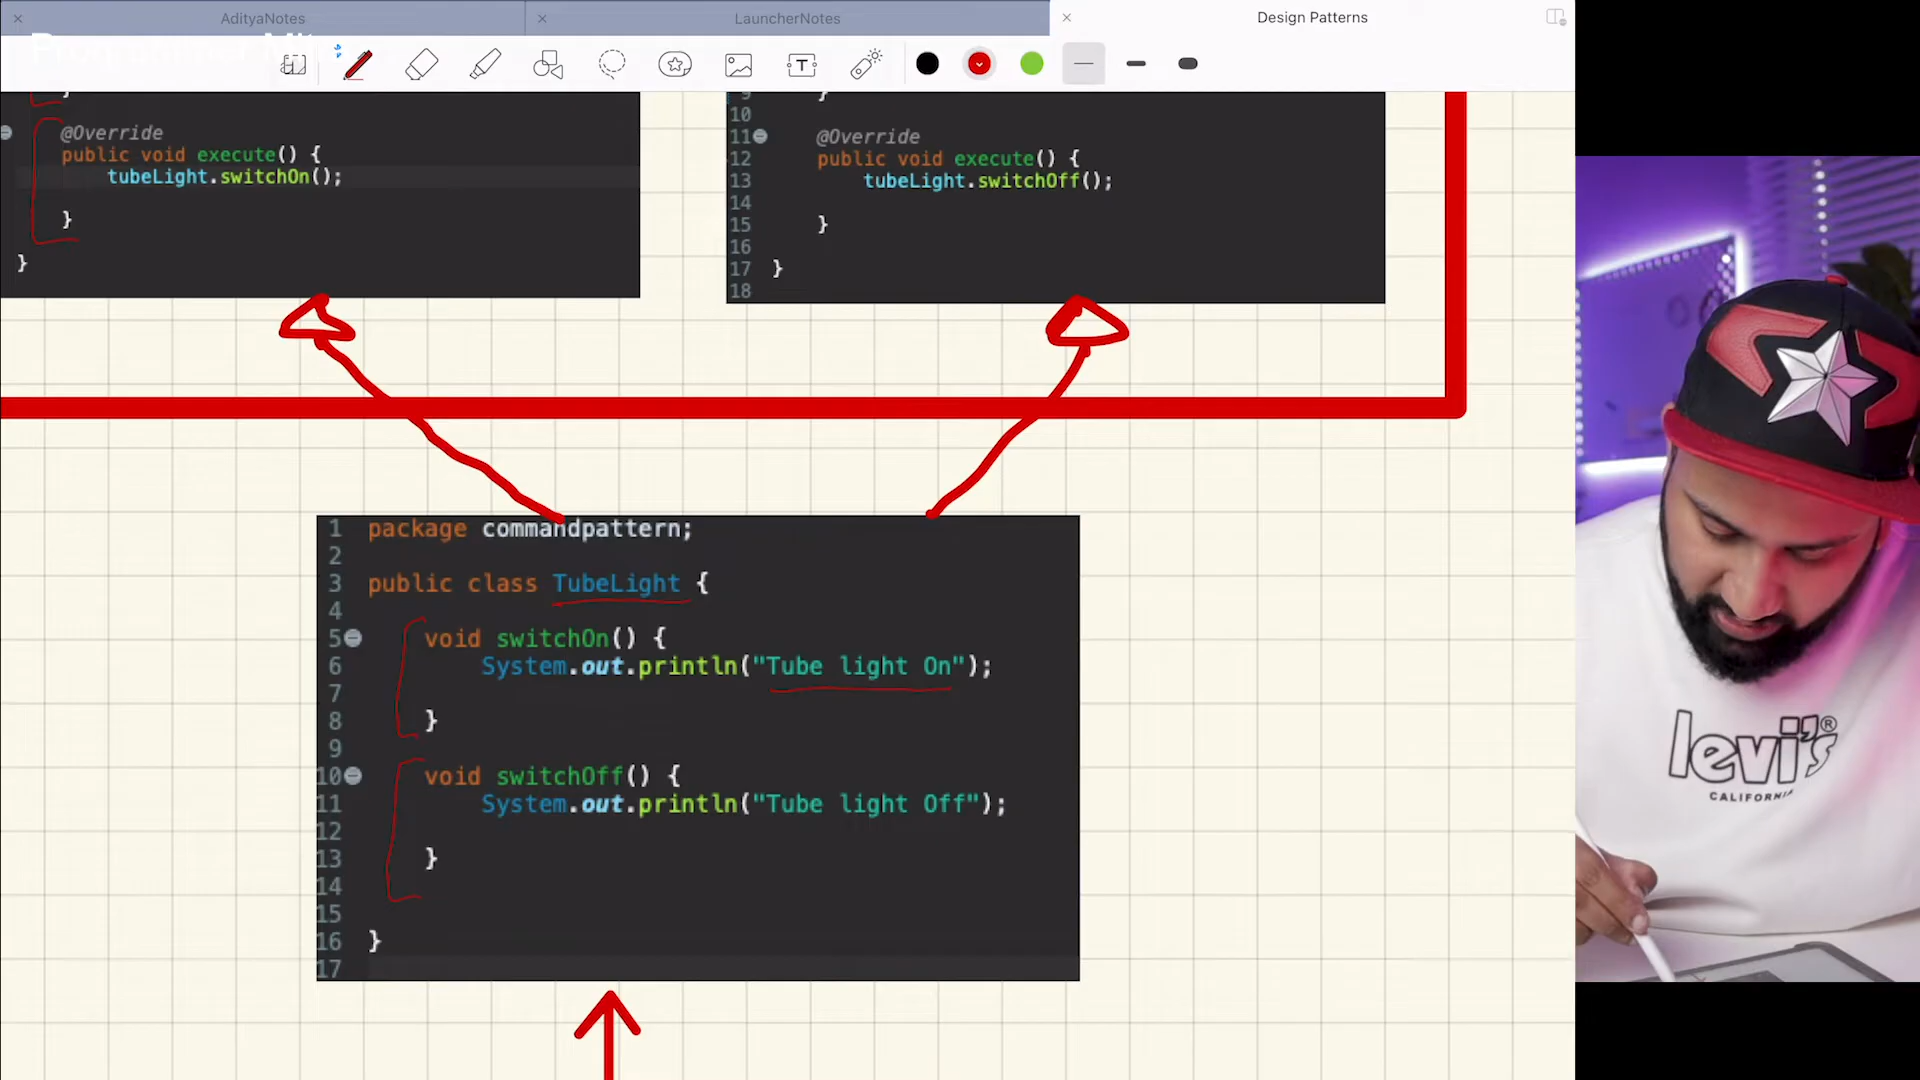 AdityaNotes
LauncherNotes
Design Patterns
T
}
@Override
public void execute() {
tubeLight.switchOn();
}
}
9 }
10
11 @Override
12 public void execute() {
13 tubeLight.switchOff();
14
15 }
16
17 }
18
1 package commandpattern;
2
3 public class TubeLight {
4
5 void switchOn() {
6 System.out.println("Tube light On");
7
8 }
9
10 void switchOff() {
11 System.out.println("Tube light Off");
12
13 }
14
15
16 }
17
levi's®
CALIFORNIA